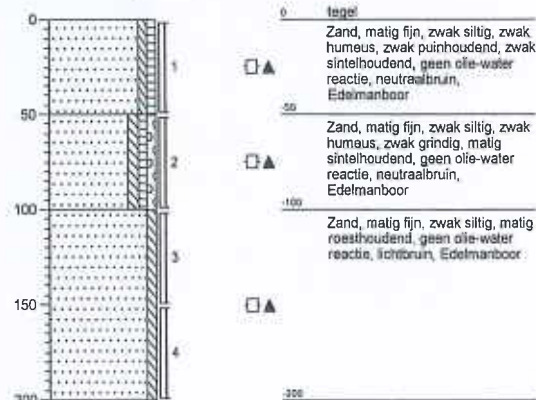 0 tegel
0
Zand, matig fijn, zwak siltig, zwak
humeus, zwak puinhoudend, zwak
sintelhoudend, geen olie-water
reactie, neutraalbruin,
Edelmanboor
1
50
-50
Zand, matig fijn, zwak siltig, zwak
humeus, zwak grindig, matig
sintelhoudend, geen olie-water
reactie, neutraalbruin,
Edelmanboor
2
100
-100
Zand, matig fijn, zwak siltig, matig
roesthoudend, geen olie-water
reactie, lichtbruin, Edelmanboor
3
150
4
200